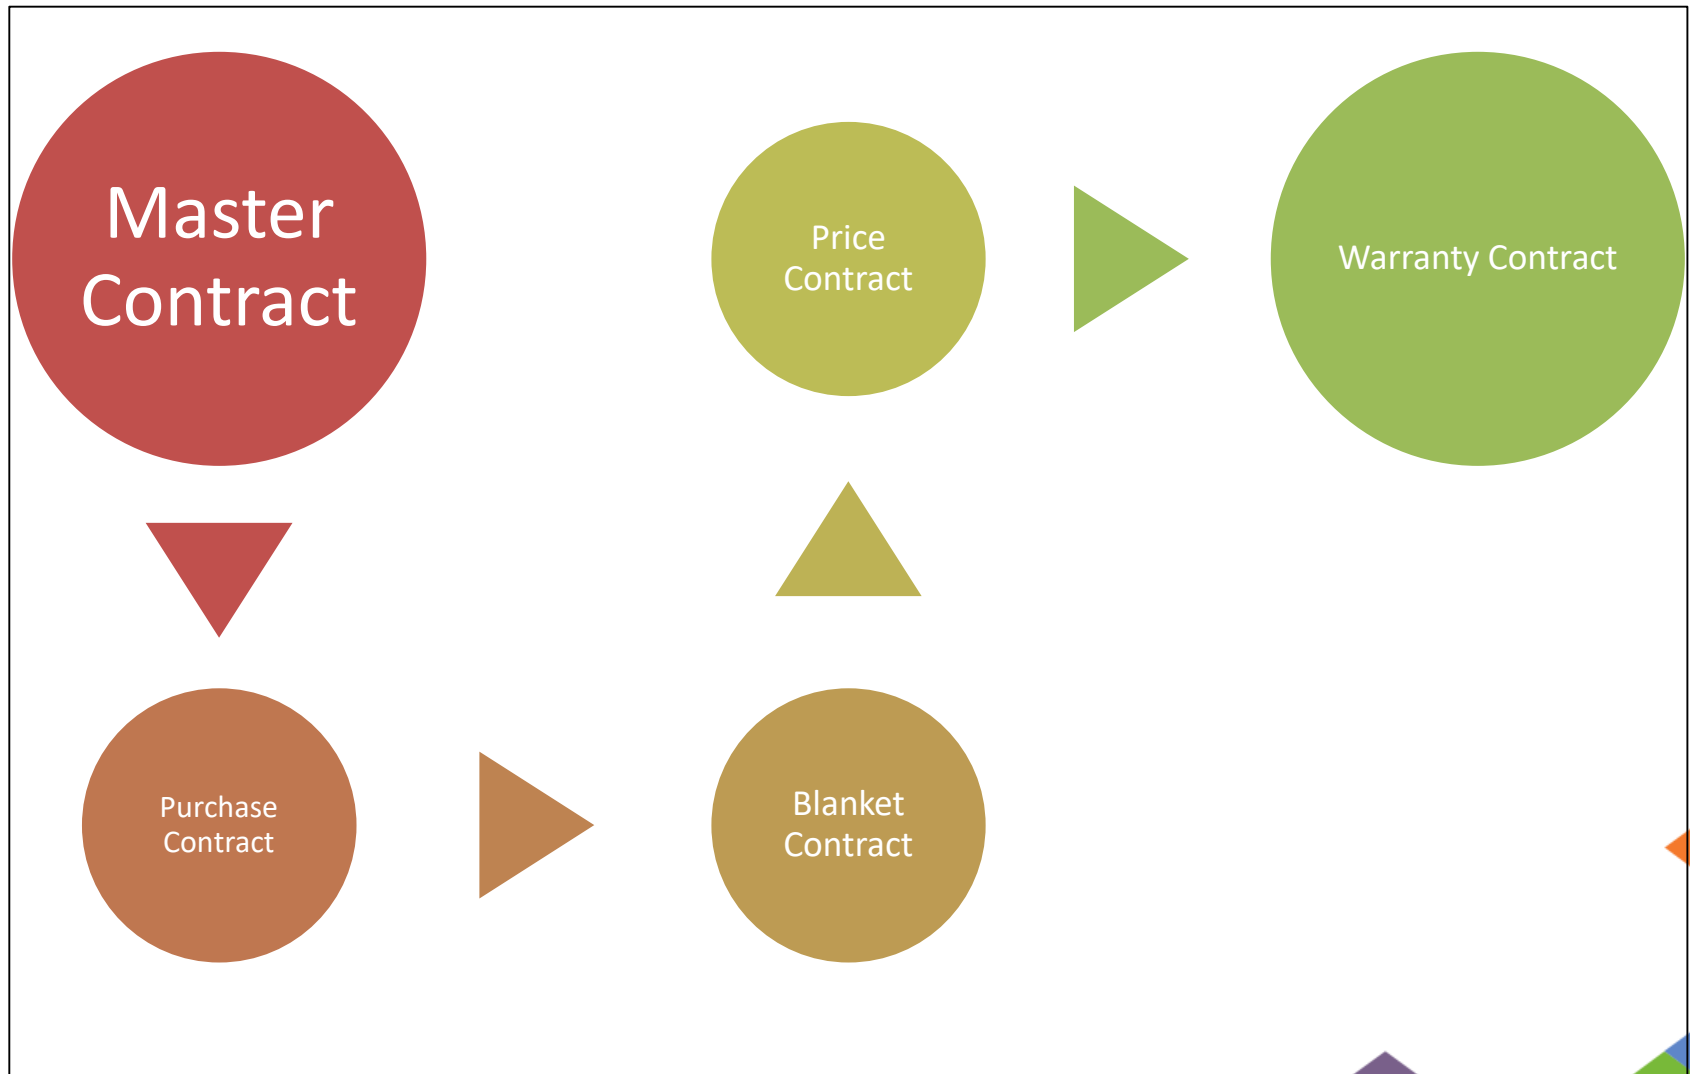 Master
Contract
Purchase
Contract
Blanket
Contract
Price
Contract
Warranty Contract